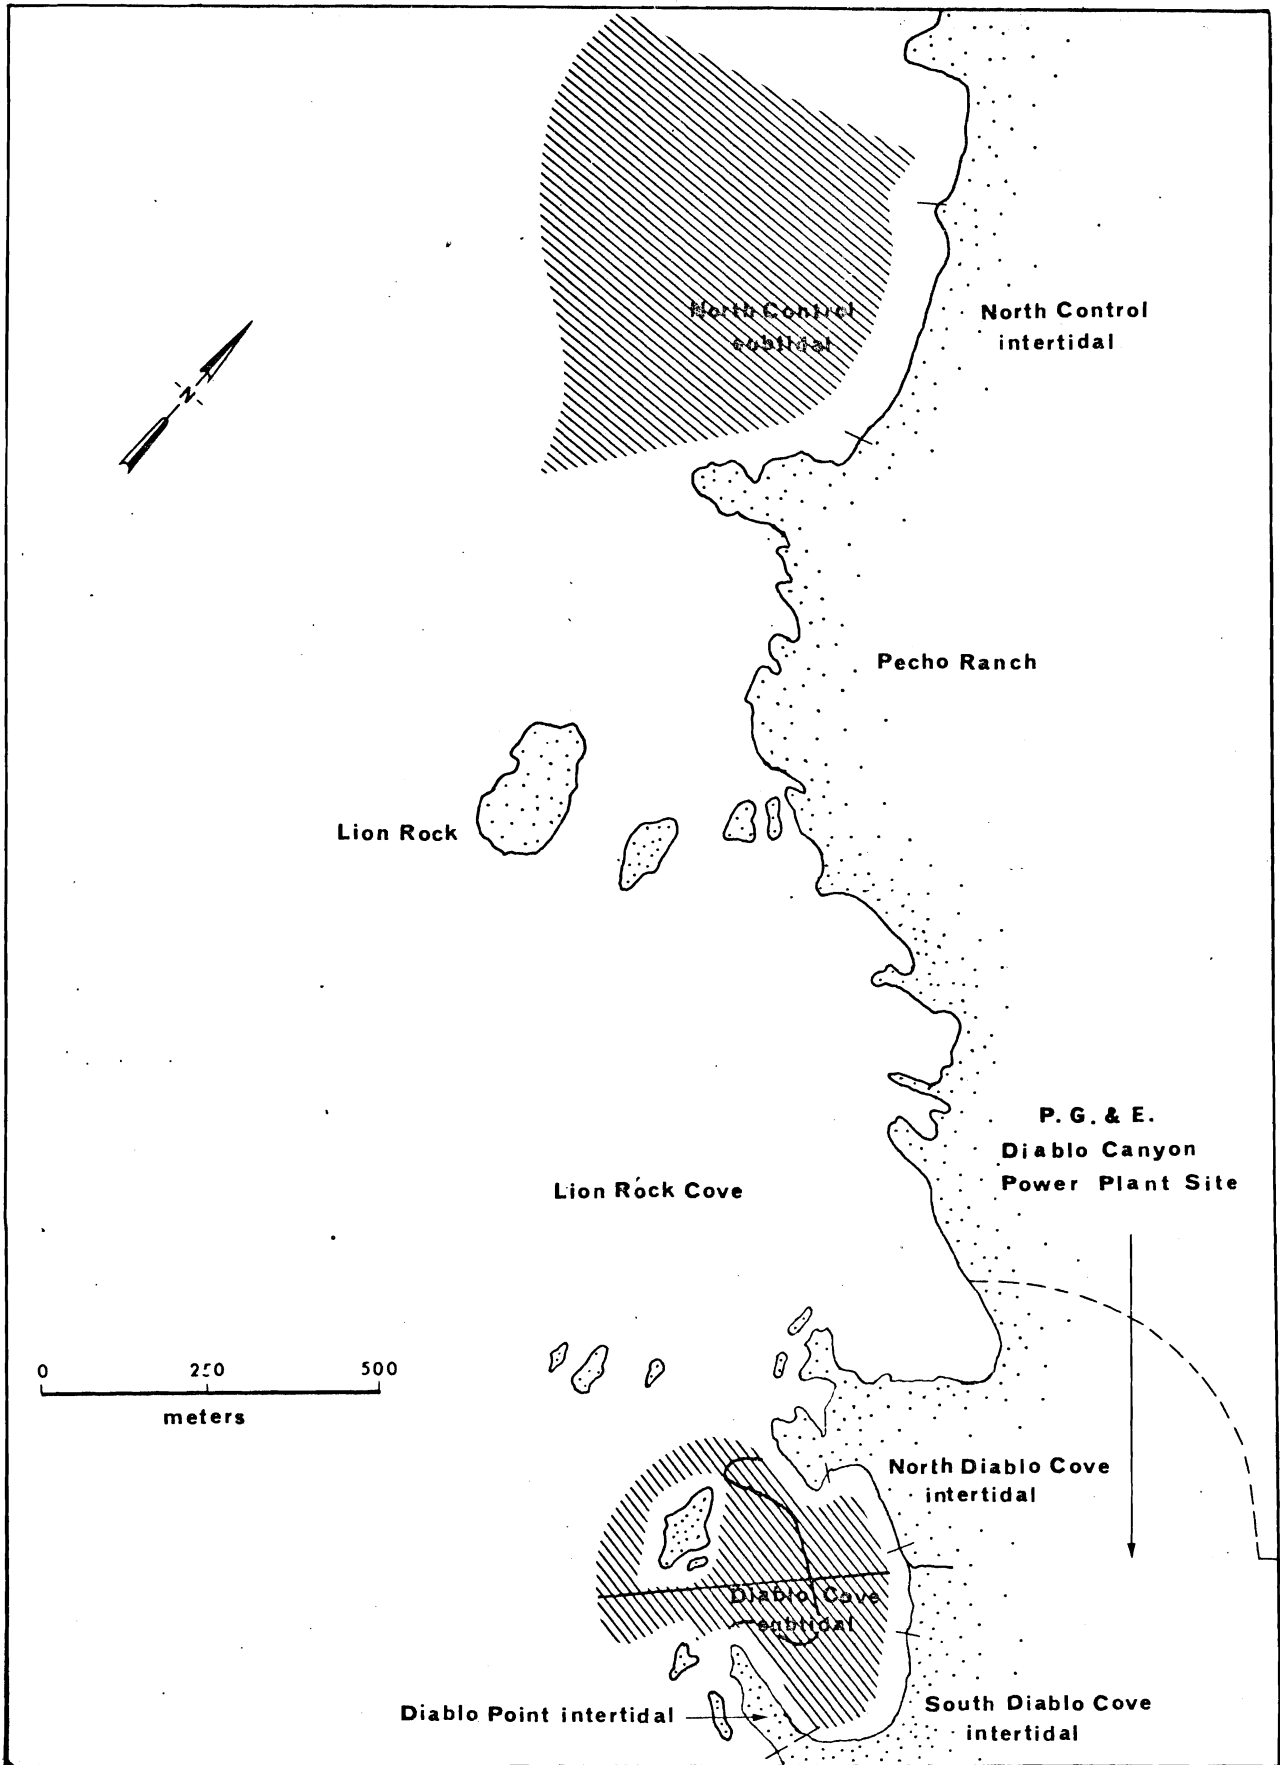 North Control
subtidal
North Control
intertidal
N
Pecho Ranch
Lion Rock
P. G. & E.
Diablo Canyon
Power Plant Site
Lion Rock Cove
0 250 500
meters
North Diablo Cove
intertidal
Diablo Cove
subtidal
Diablo Point intertidal
South Diablo Cove
intertidal